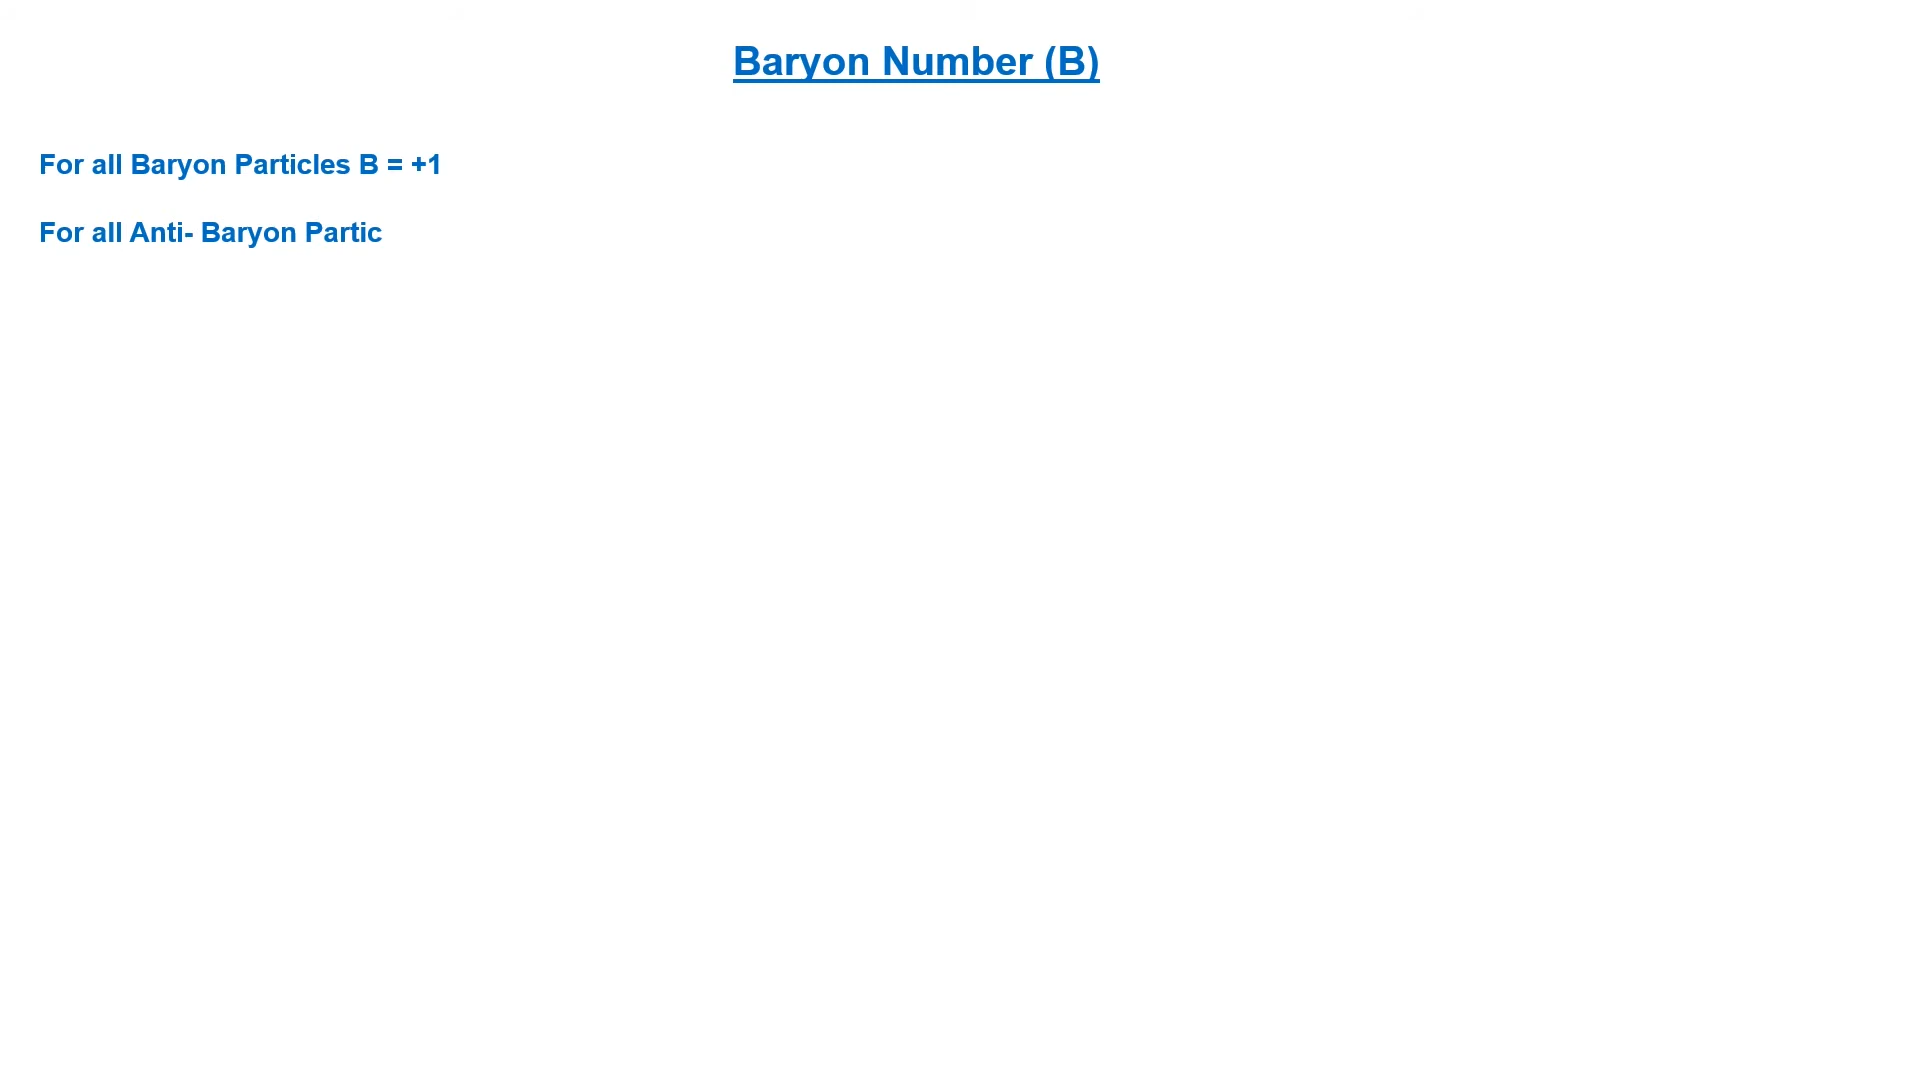 Baryon Number (B)
For all Baryon Particles B = +1
For all Anti- Baryon Partic